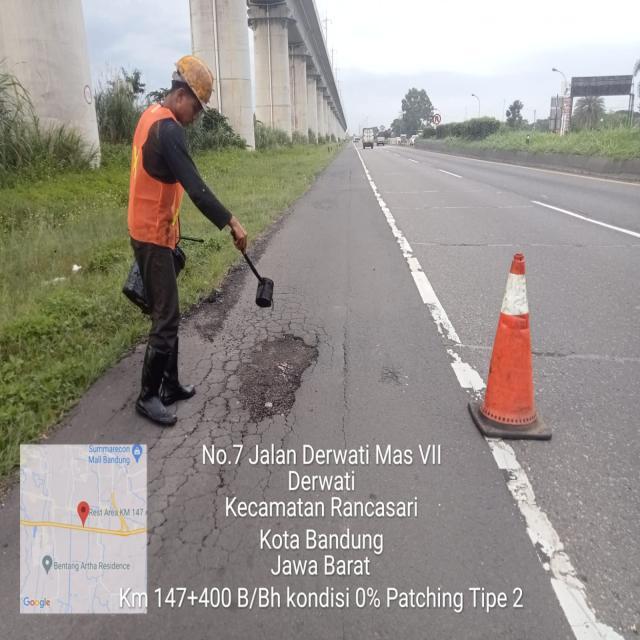 No.7 Jalan Derwati Mas VII
Derwati
Kecamatan Rancasari
Kota Bandung
Jawa Barat
Km 147+400 B/Bh kondisi 0% Patching Tipe 2
Summarecon
Mall Bandung
Rest Area KM 147
Bentang Artha Residence
Google